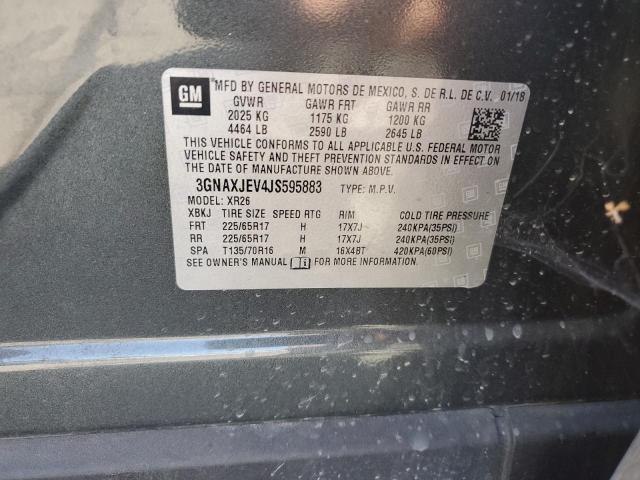 GM
MFD BY GENERAL MOTORS DE MEXICO, S. DE R.L. DE C.V. 01/18
GVWR GAWR FRT GAWR RR
2025 KG 1175 KG 1200 KG
4464 LB 2590 LB 2645 LB
THIS VEHICLE CONFORMS TO ALL APPLICABLE U.S. FEDERAL MOTOR
VEHICLE SAFETY AND THEFT PREVENTION STANDARDS IN EFFECT ON
THE DATE OF MANUFACTURE SHOWN ABOVE.
3GNAXJEV4JS595883 TYPE: M.P.V.
MODEL: XR26
XBKJ TIRE SIZE SPEED RTG RIM COLD TIRE PRESSURE
FRT 225/65R17 H 17X7J 240KPA(35PSI)
RR 225/65R17 H 17X7J 240KPA(35PSI)
SPA T135/70R16 M 16X4BT 420KPA(60PSI)
SEE OWNER'S MANUAL FOR MORE INFORMATION.